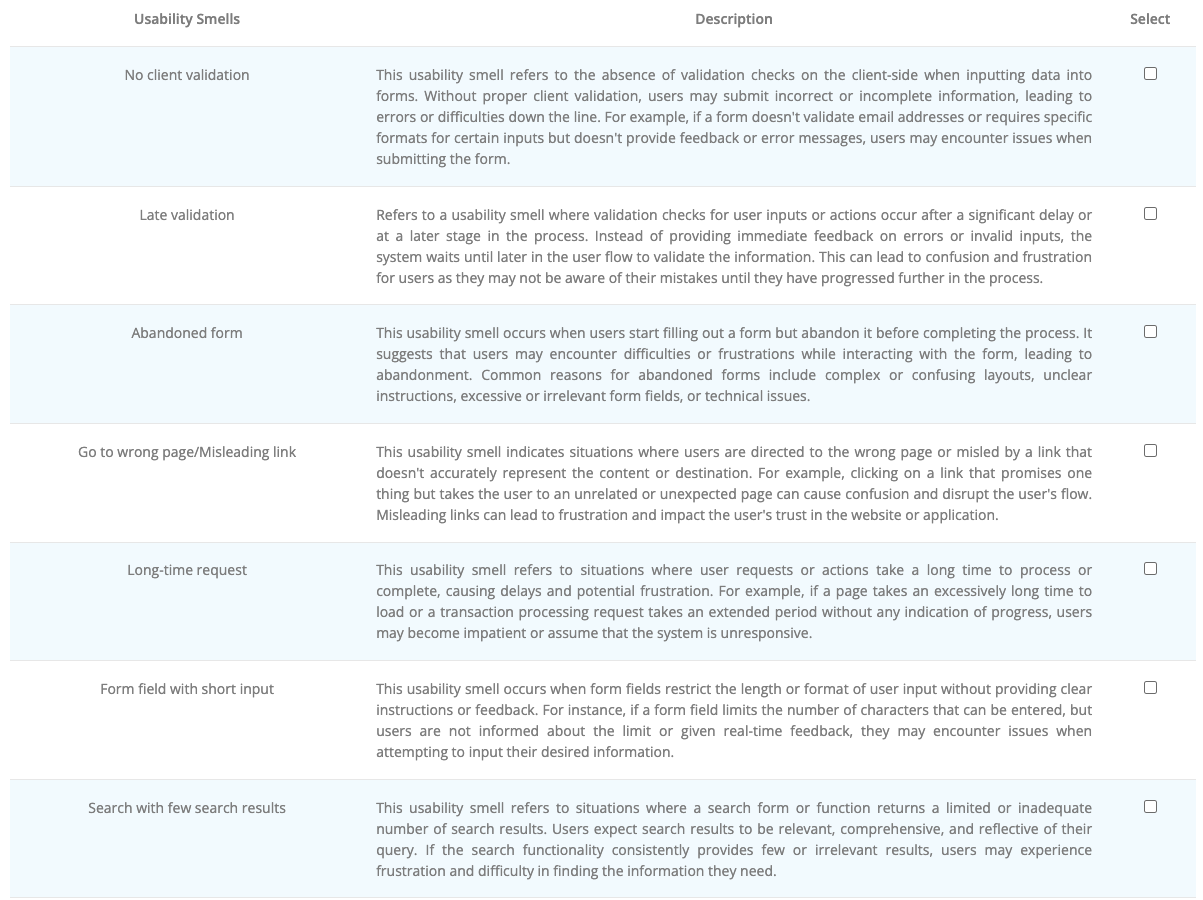 Usability Smells Description Select
No client validation This usability smell refers to the absence of validation checks on the client-side when inputting data into
forms. Without proper client validation, users may submit incorrect or incomplete information, leading to
errors or difficulties down the line. For example, if a form doesn't validate email addresses or requires specific
formats for certain inputs but doesn't provide feedback or error messages, users may encounter issues when
submitting the form.
Late validation Refers to a usability smell where validation checks for user inputs or actions occur after a significant delay or
at a later stage in the process. Instead of providing immediate feedback on errors or invalid inputs, the
system waits until later in the user flow to validate the information. This can lead to confusion and frustration
for users as they may not be aware of their mistakes until they have progressed further in the process.
Abandoned form This usability smell occurs when users start filling out a form but abandon it before completing the process. It
suggests that users may encounter difficulties or frustrations while interacting with the form, leading to
abandonment. Common reasons for abandoned forms include complex or confusing layouts, unclear
instructions, excessive or irrelevant form fields, or technical issues.
Go to wrong page/Misleading link This usability smell indicates situations where users are directed to the wrong page or misled by a link that
doesn't accurately represent the content or destination. For example, clicking on a link that promises one
thing but takes the user to an unrelated or unexpected page can cause confusion and disrupt the user's flow.
Misleading links can lead to frustration and impact the user's trust in the website or application.
Long-time request This usability smell refers to situations where user requests or actions take a long time to process or
complete, causing delays and potential frustration. For example, if a page takes an excessively long time to
load or a transaction processing request takes an extended period without any indication of progress, users
may become impatient or assume that the system is unresponsive.
Form field with short input This usability smell occurs when form fields restrict the length or format of user input without providing clear
instructions or feedback. For instance, if a form field limits the number of characters that can be entered, but
users are not informed about the limit or given real-time feedback, they may encounter issues when
attempting to input their desired information.
Search with few search results This usability smell refers to situations where a search form or function returns a limited or inadequate
number of search results. Users expect search results to be relevant, comprehensive, and reflective of their
query. If the search functionality consistently provides few or irrelevant results, users may experience
frustration and difficulty in finding the information they need.